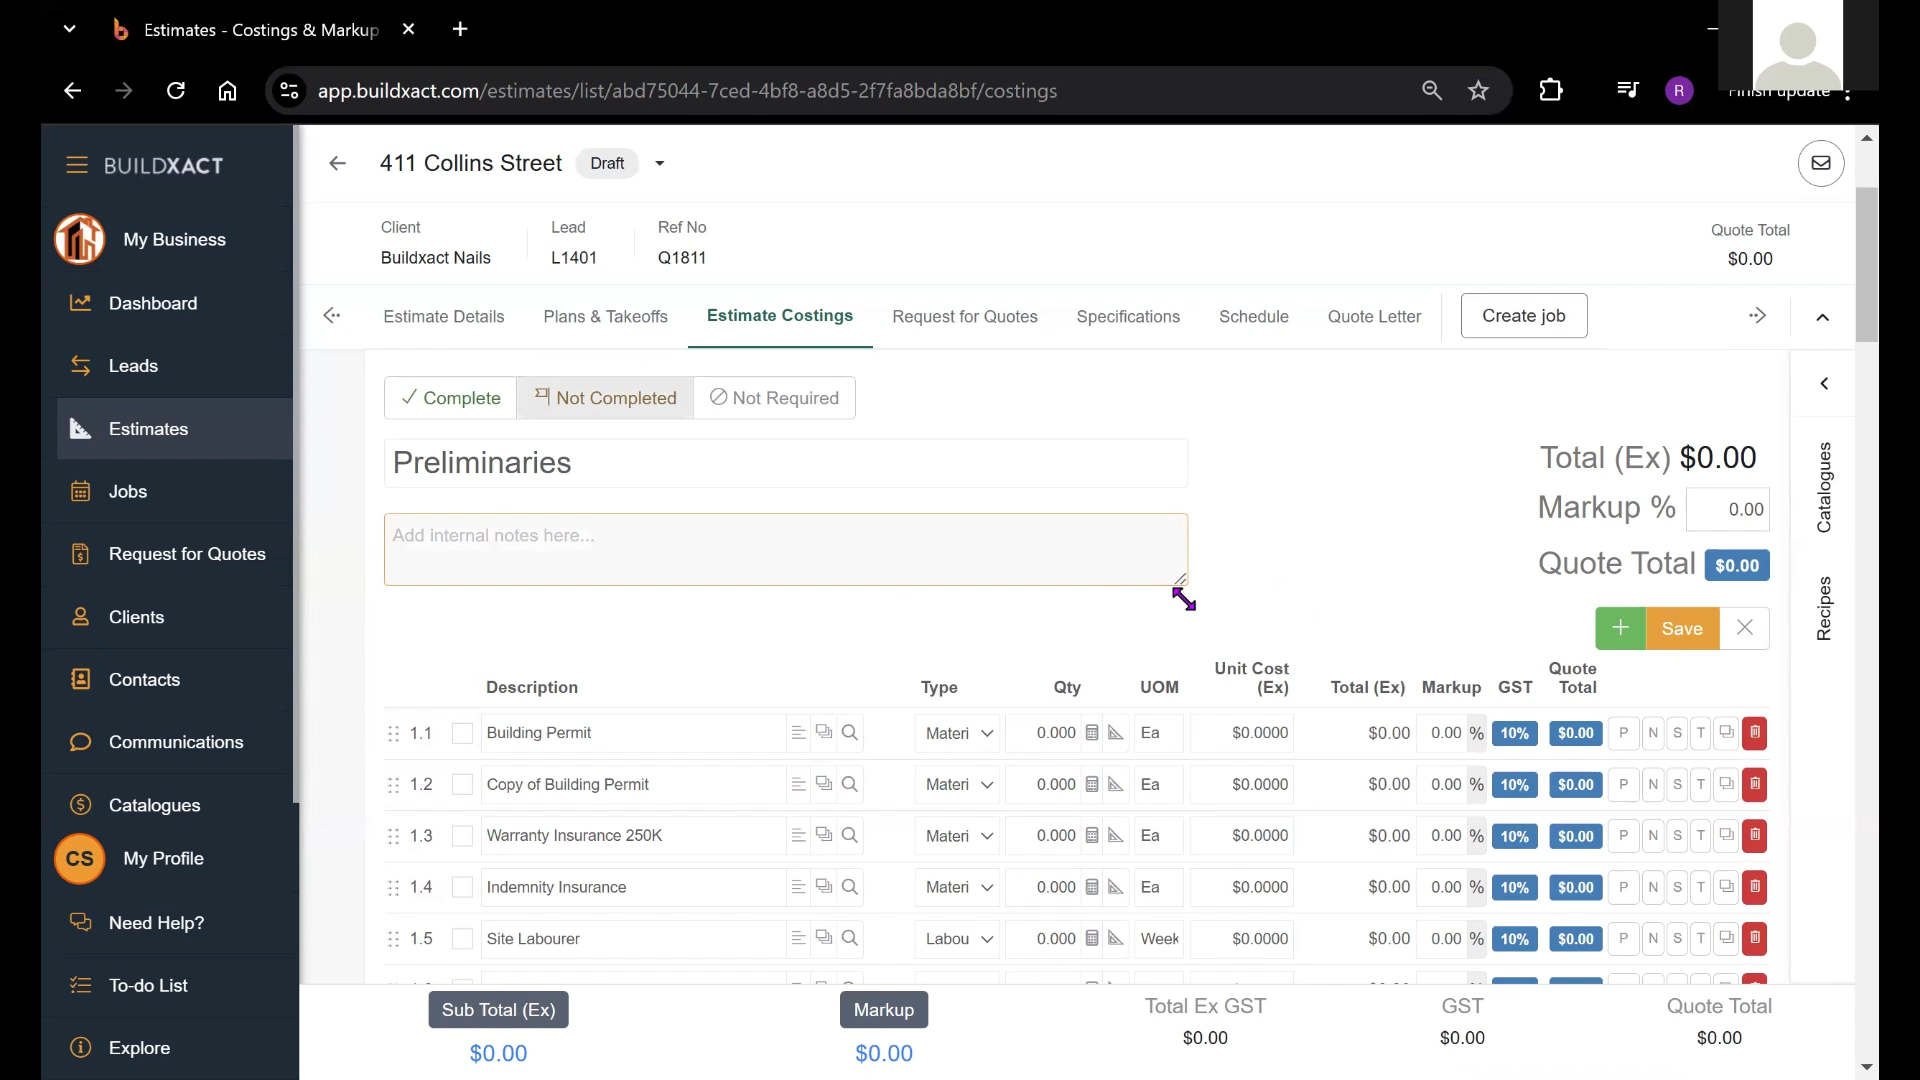 Estimates - Costings & Markup
app.buildxact.com/estimates/list/abd75044-7ced-4bf8-a8d5-2f7fa8bda8bf/costings
R
Finish update
BUILDXACT
My Business
Dashboard
Leads
Estimates
Jobs
Request for Quotes
Clients
Contacts
Communications
Catalogues
CS My Profile
Need Help?
To-do List
Explore
411 Collins Street Draft
Client Lead Ref No
Buildxact Nails L1401 Q1811
Quote Total
$0.00
Estimate Details Plans & Takeoffs Estimate Costings Request for Quotes Specifications Schedule Quote Letter Create job
Complete Not Completed Not Required
Preliminaries
Add internal notes here...
Total (Ex) $0.00
Markup % 0.00
Quote Total $0.00
+ Save
Catalogues
Recipes
Description Type Qty UOM Unit Cost (Ex) Total (Ex) Markup GST Quote Total
1.1 Building Permit Materi 0.000 Ea $0.0000 $0.00 0.00 % 10% $0.00 P N S T
1.2 Copy of Building Permit Materi 0.000 Ea $0.0000 $0.00 0.00 % 10% $0.00 P N S T
1.3 Warranty Insurance 250K Materi 0.000 Ea $0.0000 $0.00 0.00 % 10% $0.00 P N S T
1.4 Indemnity Insurance Materi 0.000 Ea $0.0000 $0.00 0.00 % 10% $0.00 P N S T
1.5 Site Labourer Labou 0.000 Week $0.0000 $0.00 0.00 % 10% $0.00 P N S T
Sub Total (Ex) Markup Total Ex GST GST Quote Total
$0.00 $0.00 $0.00 $0.00 $0.00